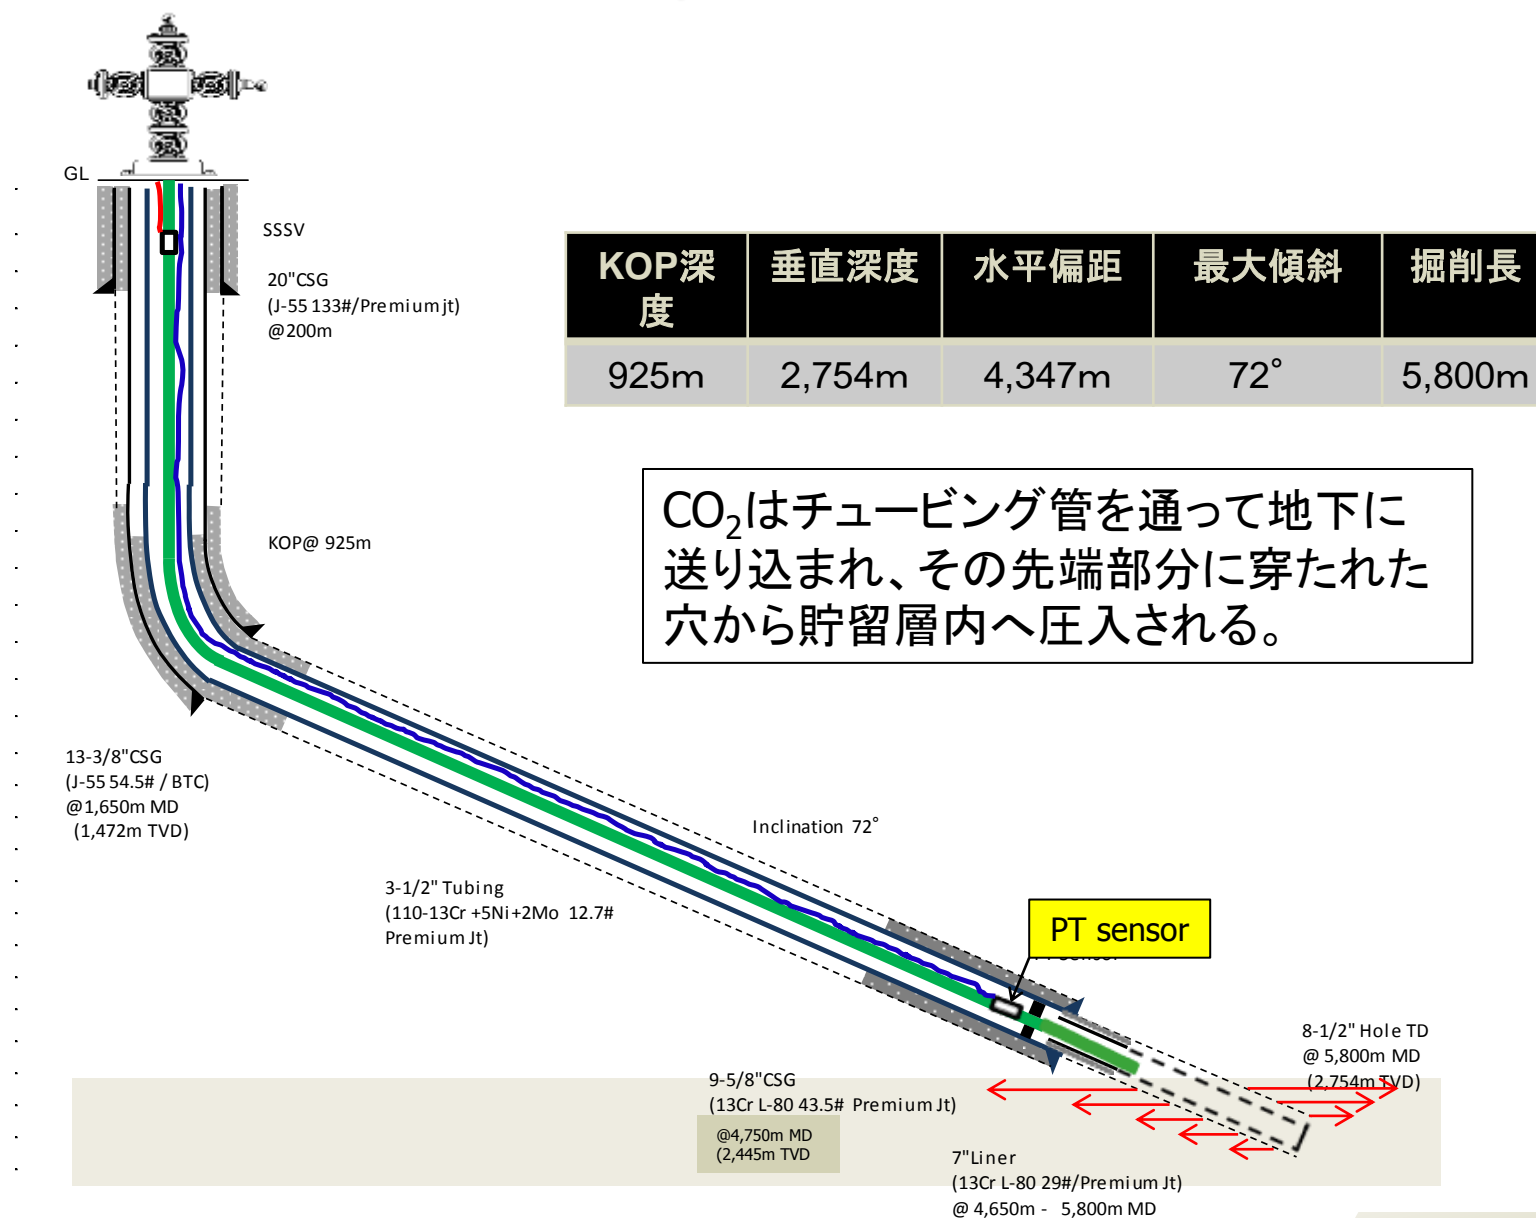 GL
SSSV
20"CSG
(J-55 133#/Premium jt)
@200m
KOP深
度
垂直深度
水平偏距
最大傾斜
掘削長
925m
2,754m
4,347m
72°
5,800m
CO₂はチュービング管を通って地下に
送り込まれ、その先端部分に穿たれた
穴から貯留層内へ圧入される。
KOP@ 925m
13-3/8"CSG
(J-55 54.5# / BTC)
@1,650m MD
(1,472m TVD)
Inclination 72°
3-1/2" Tubing
(110-13Cr +5Ni+2Mo 12.7#
Premium Jt)
PT sensor
8-1/2" Hole TD
@ 5,800m MD
(2,754m TVD)
9-5/8"CSG
(13Cr L-80 43.5# Premium Jt)
@4,750m MD
(2,445m TVD
7"Liner
(13Cr L-80 29#/Premium Jt)
@ 4,650m - 5,800m MD